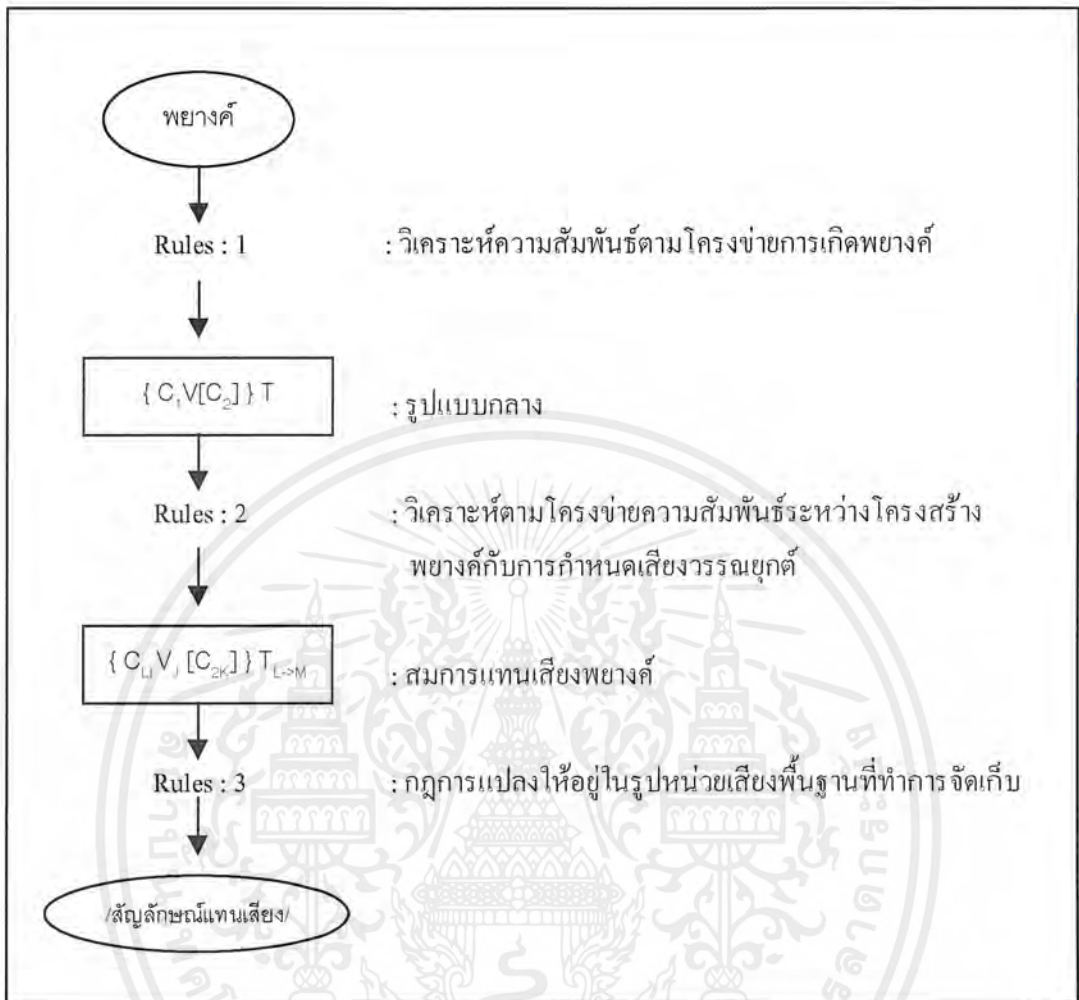 พยางค์
Rules : 1 : วิเคราะห์ความสัมพันธ์ตามโครงข่ายการเกิดพยางค์
{ C₁V[C₂] } T : รูปแบบกลาง
Rules : 2 : วิเคราะห์ตามโครงข่ายความสัมพันธ์ระหว่างโครงสร้าง
พยางค์กับการกำหนดเสียงวรรณยุกต์
{ C_LI V_J [C_2K] } T_L->M : สมการแทนเสียงพยางค์
Rules : 3 : กฎการแปลงให้อยู่ในรูปหน่วยเสียงพื้นฐานที่ทำการจัดเก็บ
/สัญลักษณ์แทนเสียง/